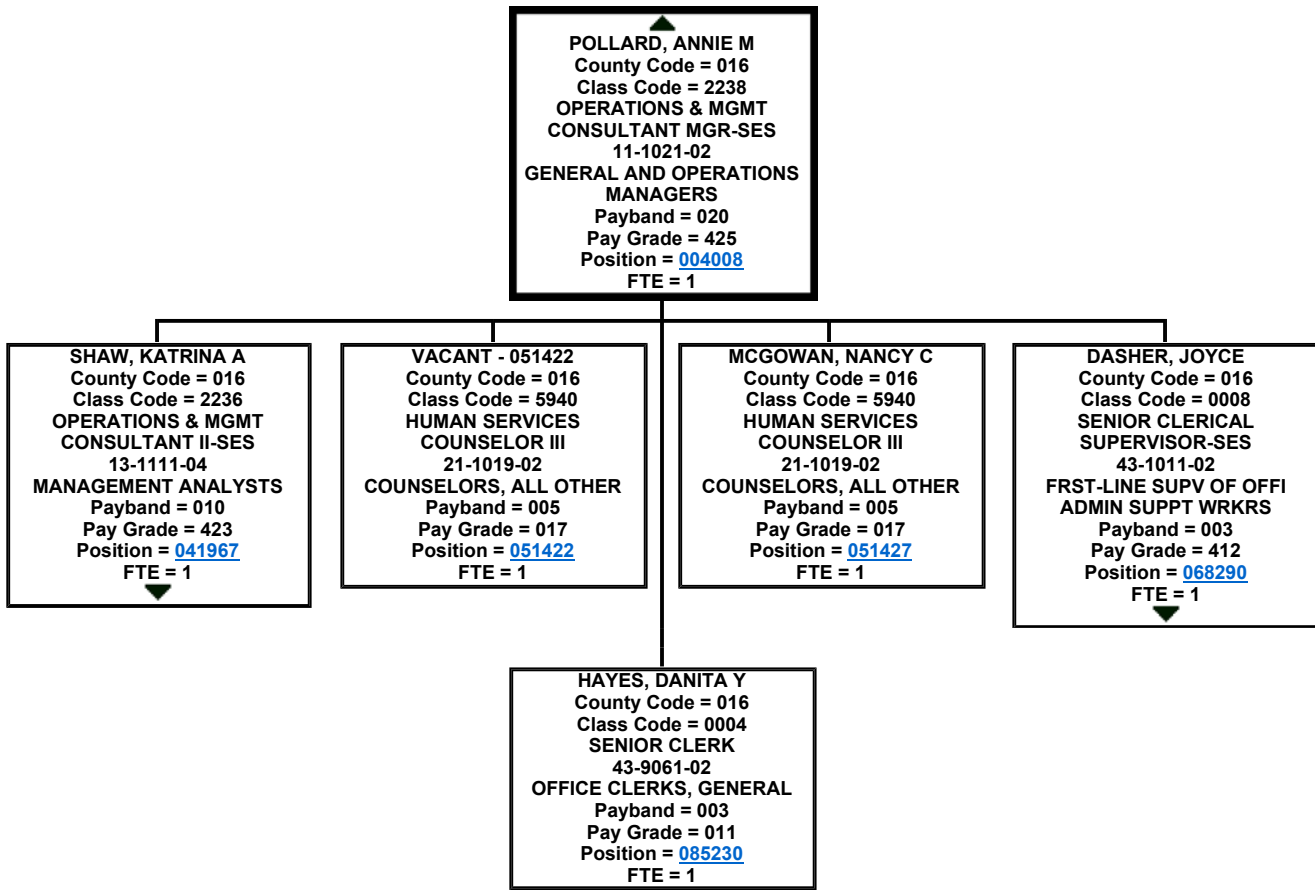 POLLARD, ANNIE M
County Code = 016
Class Code = 2238
OPERATIONS & MGMT
CONSULTANT MGR-SES
11-1021-02
GENERAL AND OPERATIONS
MANAGERS
Payband = 020
Pay Grade = 425
Position = 004008
FTE = 1
SHAW, KATRINA A
County Code = 016
Class Code = 2236
OPERATIONS & MGMT
CONSULTANT II-SES
13-1111-04
MANAGEMENT ANALYSTS
Payband = 010
Pay Grade = 423
Position = 041967
FTE = 1
VACANT - 051422
County Code = 016
Class Code = 5940
HUMAN SERVICES
COUNSELOR III
21-1019-02
COUNSELORS, ALL OTHER
Payband = 005
Pay Grade = 017
Position = 051422
FTE = 1
MCGOWAN, NANCY C
County Code = 016
Class Code = 5940
HUMAN SERVICES
COUNSELOR III
21-1019-02
COUNSELORS, ALL OTHER
Payband = 005
Pay Grade = 017
Position = 051427
FTE = 1
DASHER, JOYCE
County Code = 016
Class Code = 0008
SENIOR CLERICAL
SUPERVISOR-SES
43-1011-02
FRST-LINE SUPV OF OFFI
ADMIN SUPPT WRKRS
Payband = 003
Pay Grade = 412
Position = 068290
FTE = 1
HAYES, DANITA Y
County Code = 016
Class Code = 0004
SENIOR CLERK
43-9061-02
OFFICE CLERKS, GENERAL
Payband = 003
Pay Grade = 011
Position = 085230
FTE = 1